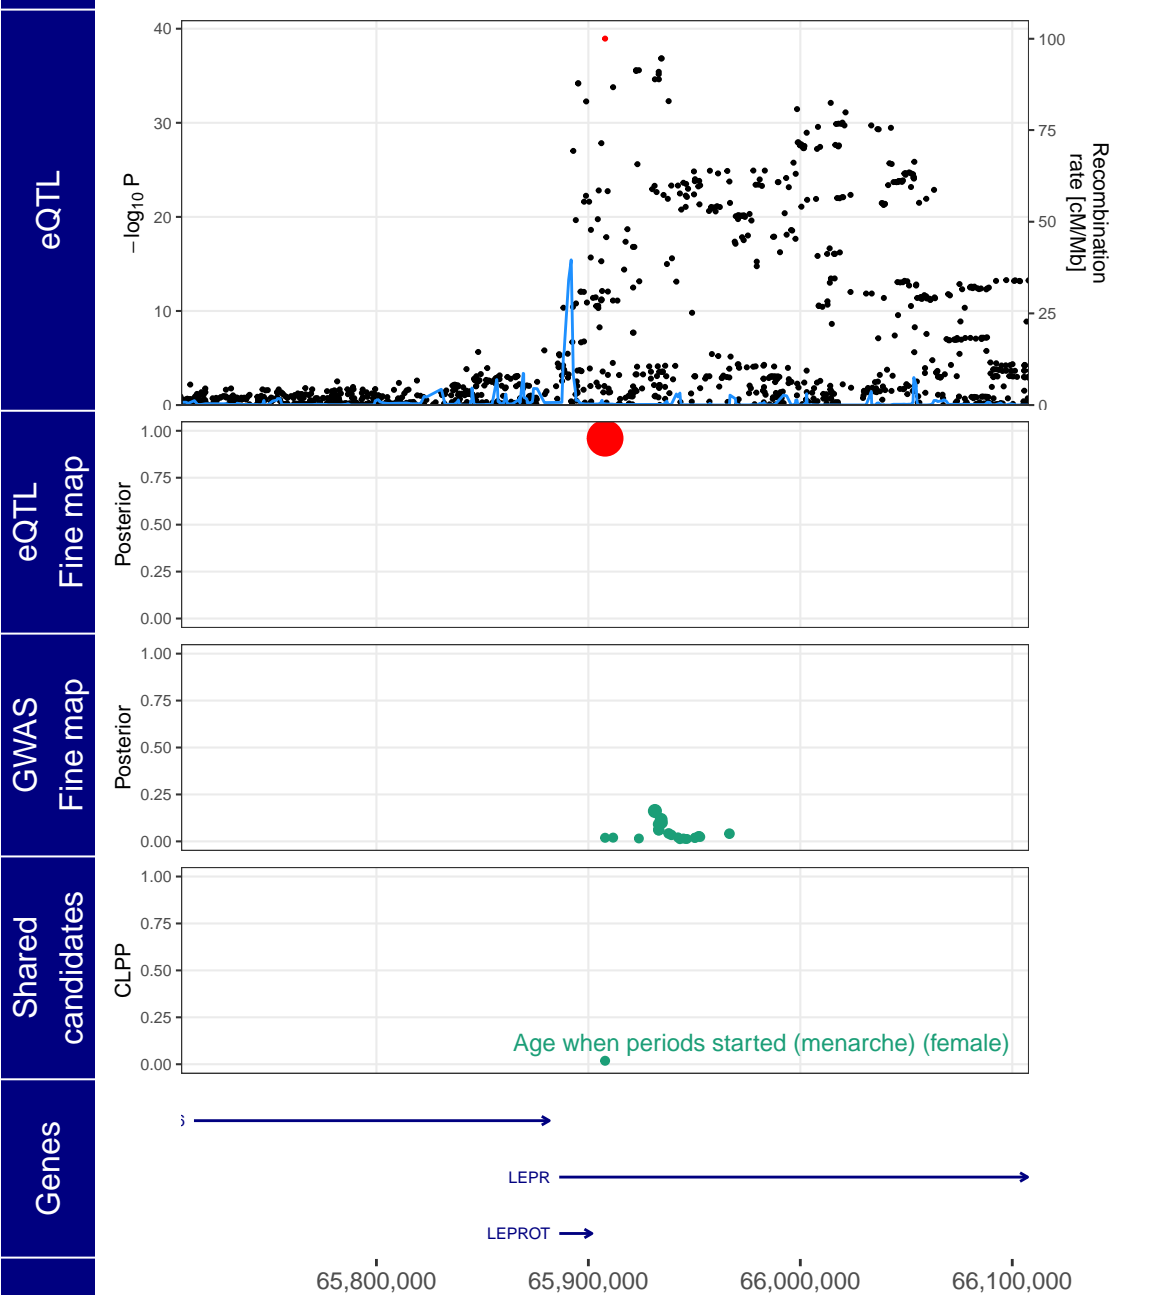 eQTL
40
30
20
10
0
−log10 P
100
75
50
25
0
Recombination
rate [cM/Mb]
eQTL
Fine map
1.00
0.75
0.50
0.25
0.00
Posterior
GWAS
Fine map
1.00
0.75
0.50
0.25
0.00
Posterior
Shared
candidates
1.00
0.75
0.50
0.25
0.00
CLPP
Age when periods started (menarche) (female)
Genes
LEPR
LEPROT
65,800,000
65,900,000
66,000,000
66,100,000